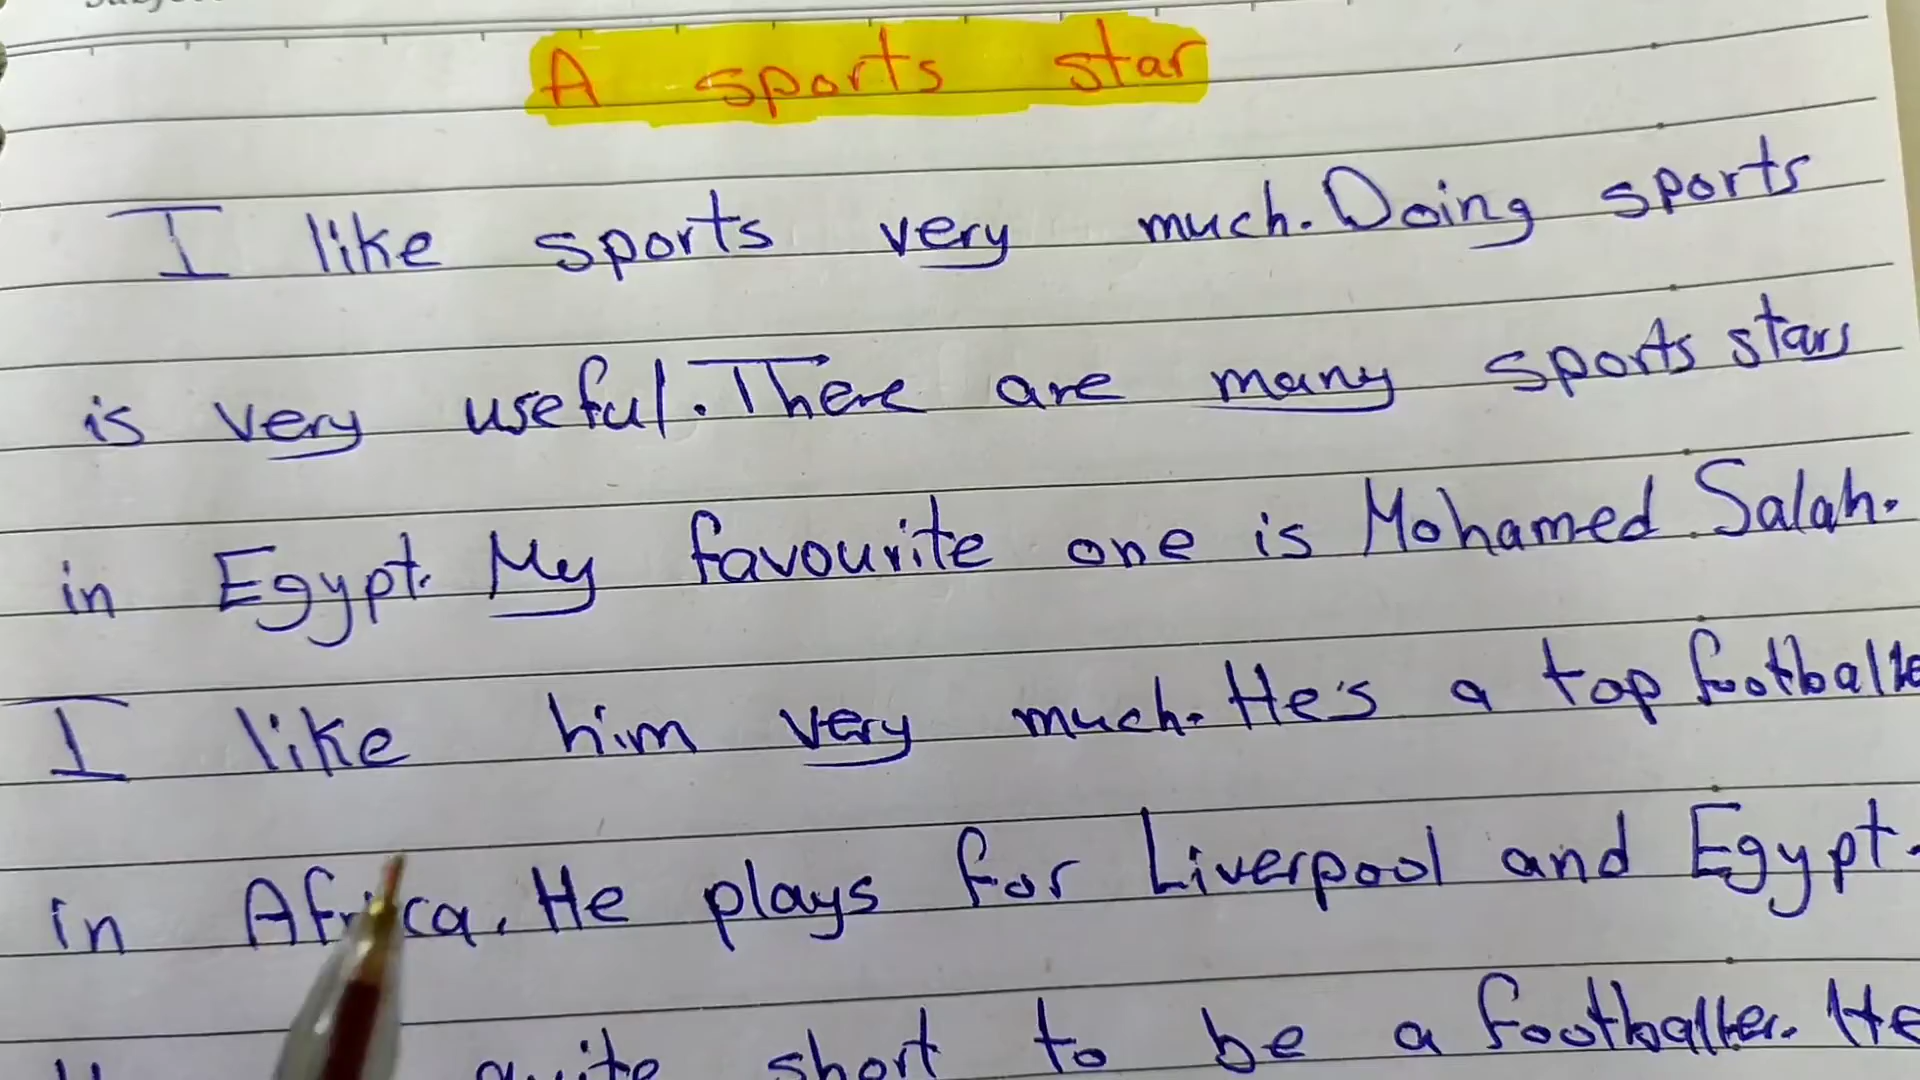 A sports star
I like sports very much. Doing sports
is very useful. There are many sports stars
in Egypt. My favourite one is Mohamed Salah.
I like him very much. He's a top footballe
in Africa. He plays for Liverpool and Egypt.
quite short to be a footballer. He